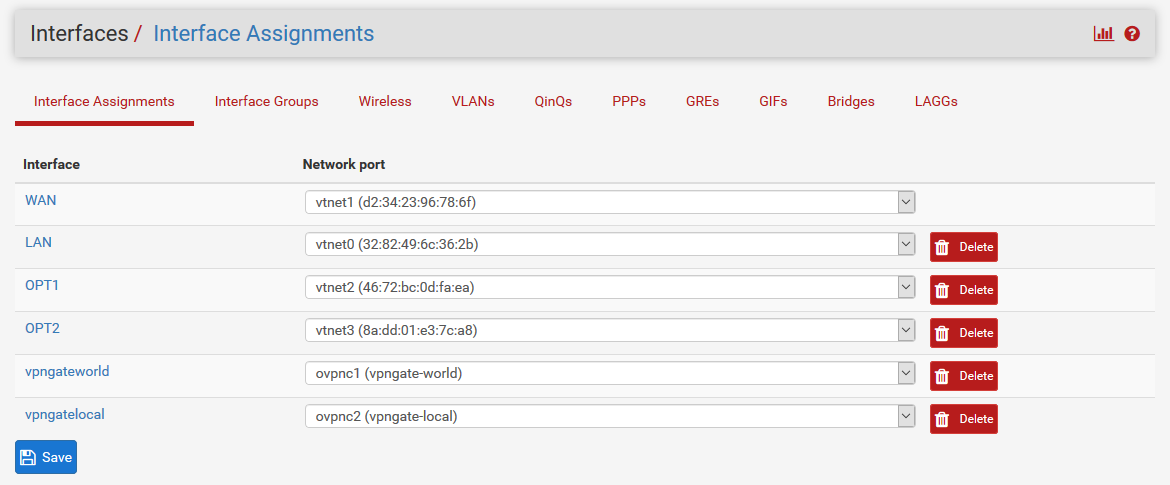 Interfaces / Interface Assignments
Interface Assignments Interface Groups Wireless VLANs QinQs PPPs GREs GIFs Bridges LAGGs
Interface Network port
WAN vtnet1 (d2:34:23:96:78:6f)
LAN vtnet0 (32:82:49:6c:36:2b) Delete
OPT1 vtnet2 (46:72:bc:0d:fa:ea) Delete
OPT2 vtnet3 (8a:dd:01:e3:7c:a8) Delete
vpngateworld ovpnc1 (vpngate-world) Delete
vpngatelocal ovpnc2 (vpngate-local) Delete
Save